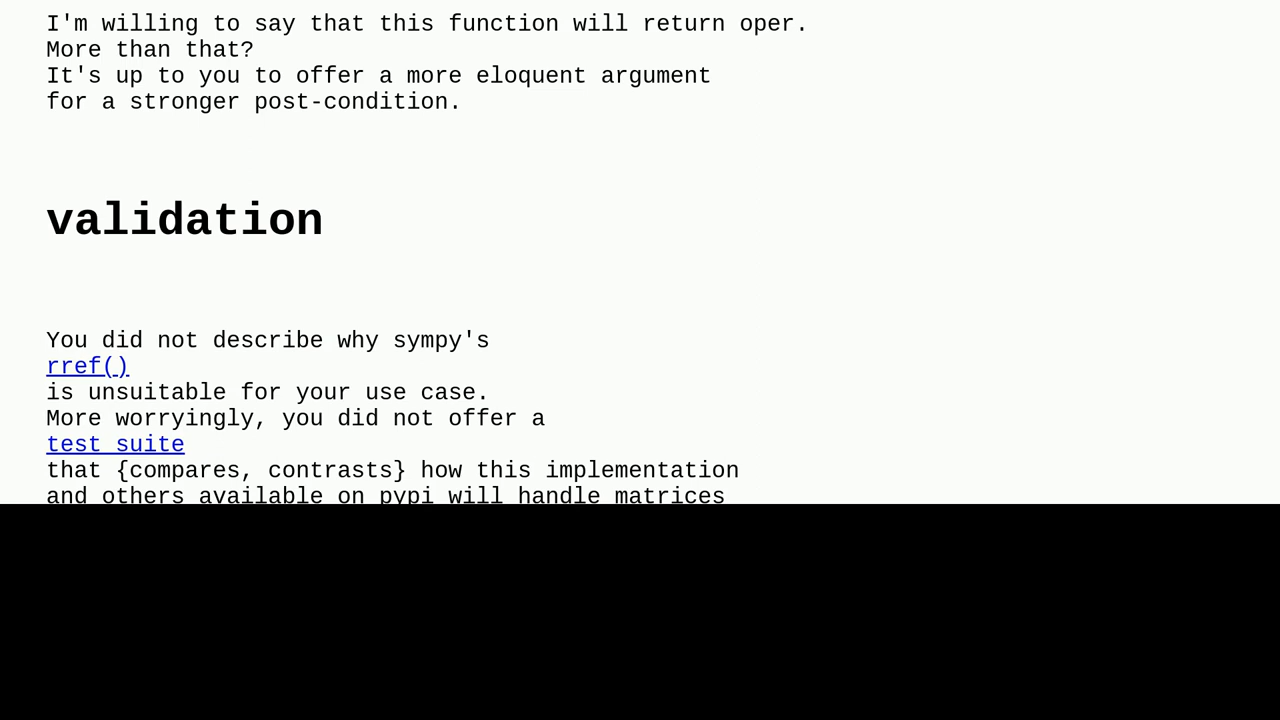 I'm willing to say that this function will return oper.
More than that?
It's up to you to offer a more eloquent argument
for a stronger post-condition.
validation
You did not describe why sympy's
rref()
is unsuitable for your use case.
More worryingly, you did not offer a
test suite
that {compares, contrasts} how this implementation
and others available on pypi will handle matrices